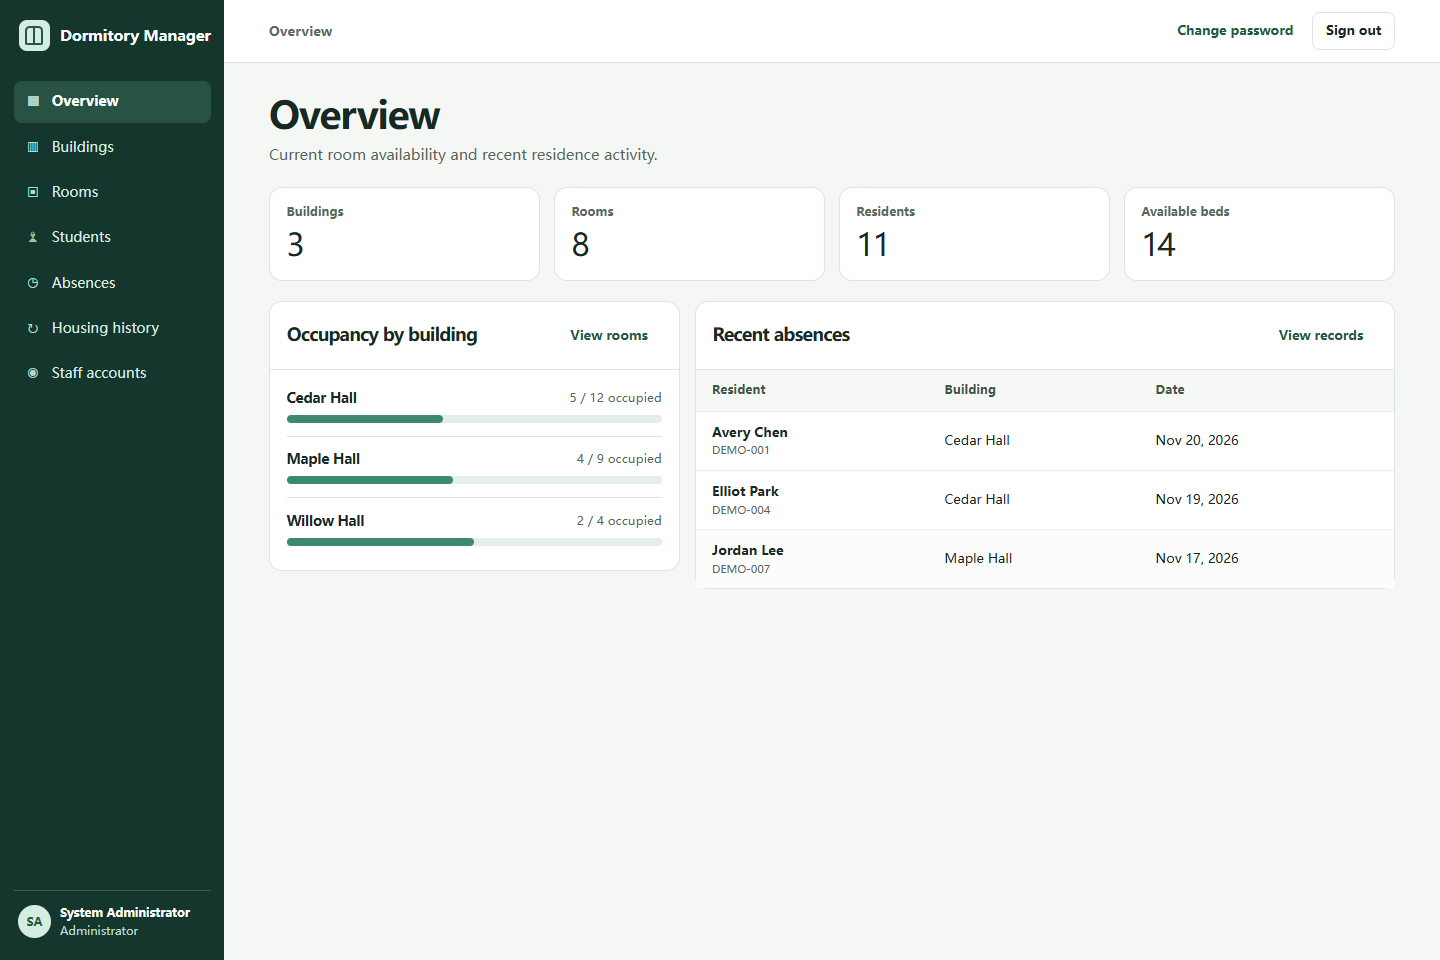 Dormitory Manager
Overview
Buildings
Rooms
Students
Absences
Housing history
Staff accounts
SA
System Administrator
Administrator
Overview
Change password
Sign out
Overview
Current room availability and recent residence activity.
Buildings
3
Rooms
8
Residents
11
Available beds
14
Occupancy by building
View rooms
Cedar Hall
5 / 12 occupied
Maple Hall
4 / 9 occupied
Willow Hall
2 / 4 occupied
Recent absences
View records
Resident Building Date
Avery Chen
DEMO-001
Cedar Hall
Nov 20, 2026
Elliot Park
DEMO-004
Cedar Hall
Nov 19, 2026
Jordan Lee
DEMO-007
Maple Hall
Nov 17, 2026